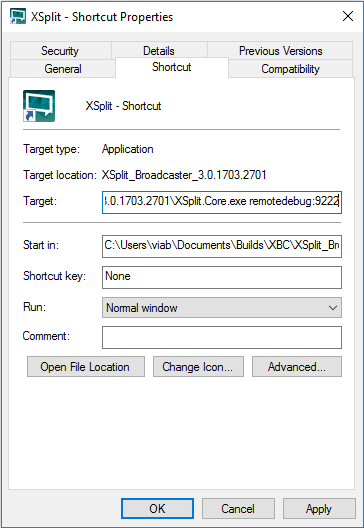 XSplit - Shortcut Properties
Security Details Previous Versions
General Shortcut Compatibility
XSplit - Shortcut
Target type: Application
Target location: XSplit_Broadcaster_3.0.1703.2701
Target: 3.0.1703.2701\XSplit.Core.exe remotedebug:9222
Start in: C:\Users\viab\Documents\Builds\XBC\XSplit_Bro
Shortcut key: None
Run: Normal window
Comment:
Open File Location Change Icon... Advanced...
OK Cancel Apply